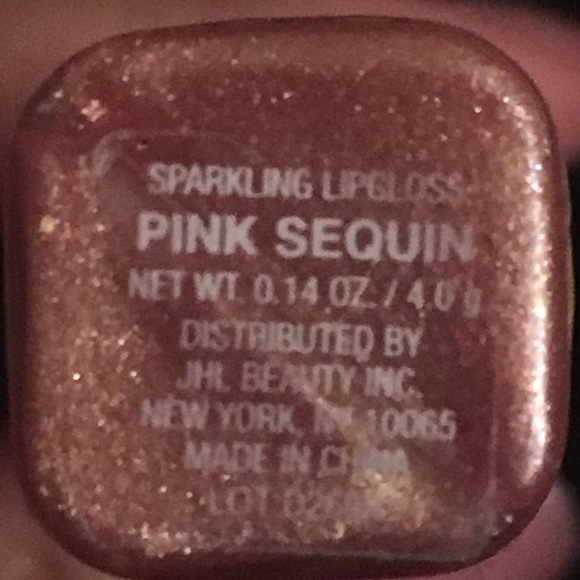 SPARKLING LIPGLOSS
PINK SEQUIN
NET WT. 0.14 OZ. / 4.0 g
DISTRIBUTED BY
JHL BEAUTY INC.
NEW YORK, NY 10065
MADE IN CHINA
LOT